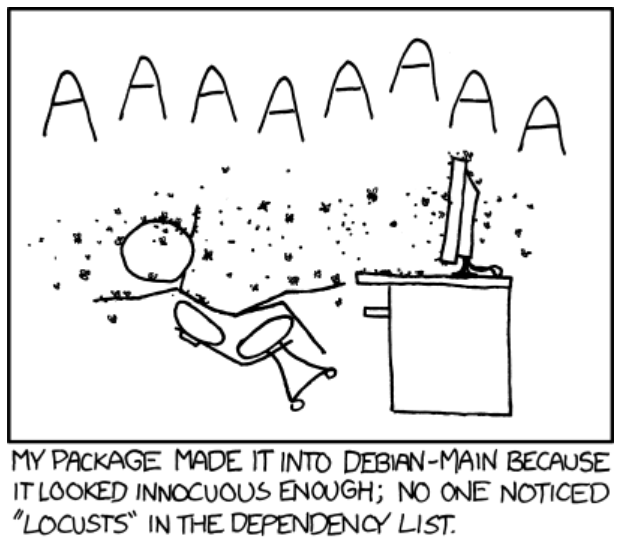 AAAAAAAA
MY PACKAGE MADE IT INTO DEBIAN-MAIN BECAUSE
IT LOOKED INNOCUOUS ENOUGH; NO ONE NOTICED
"LOCUSTS" IN THE DEPENDENCY LIST.